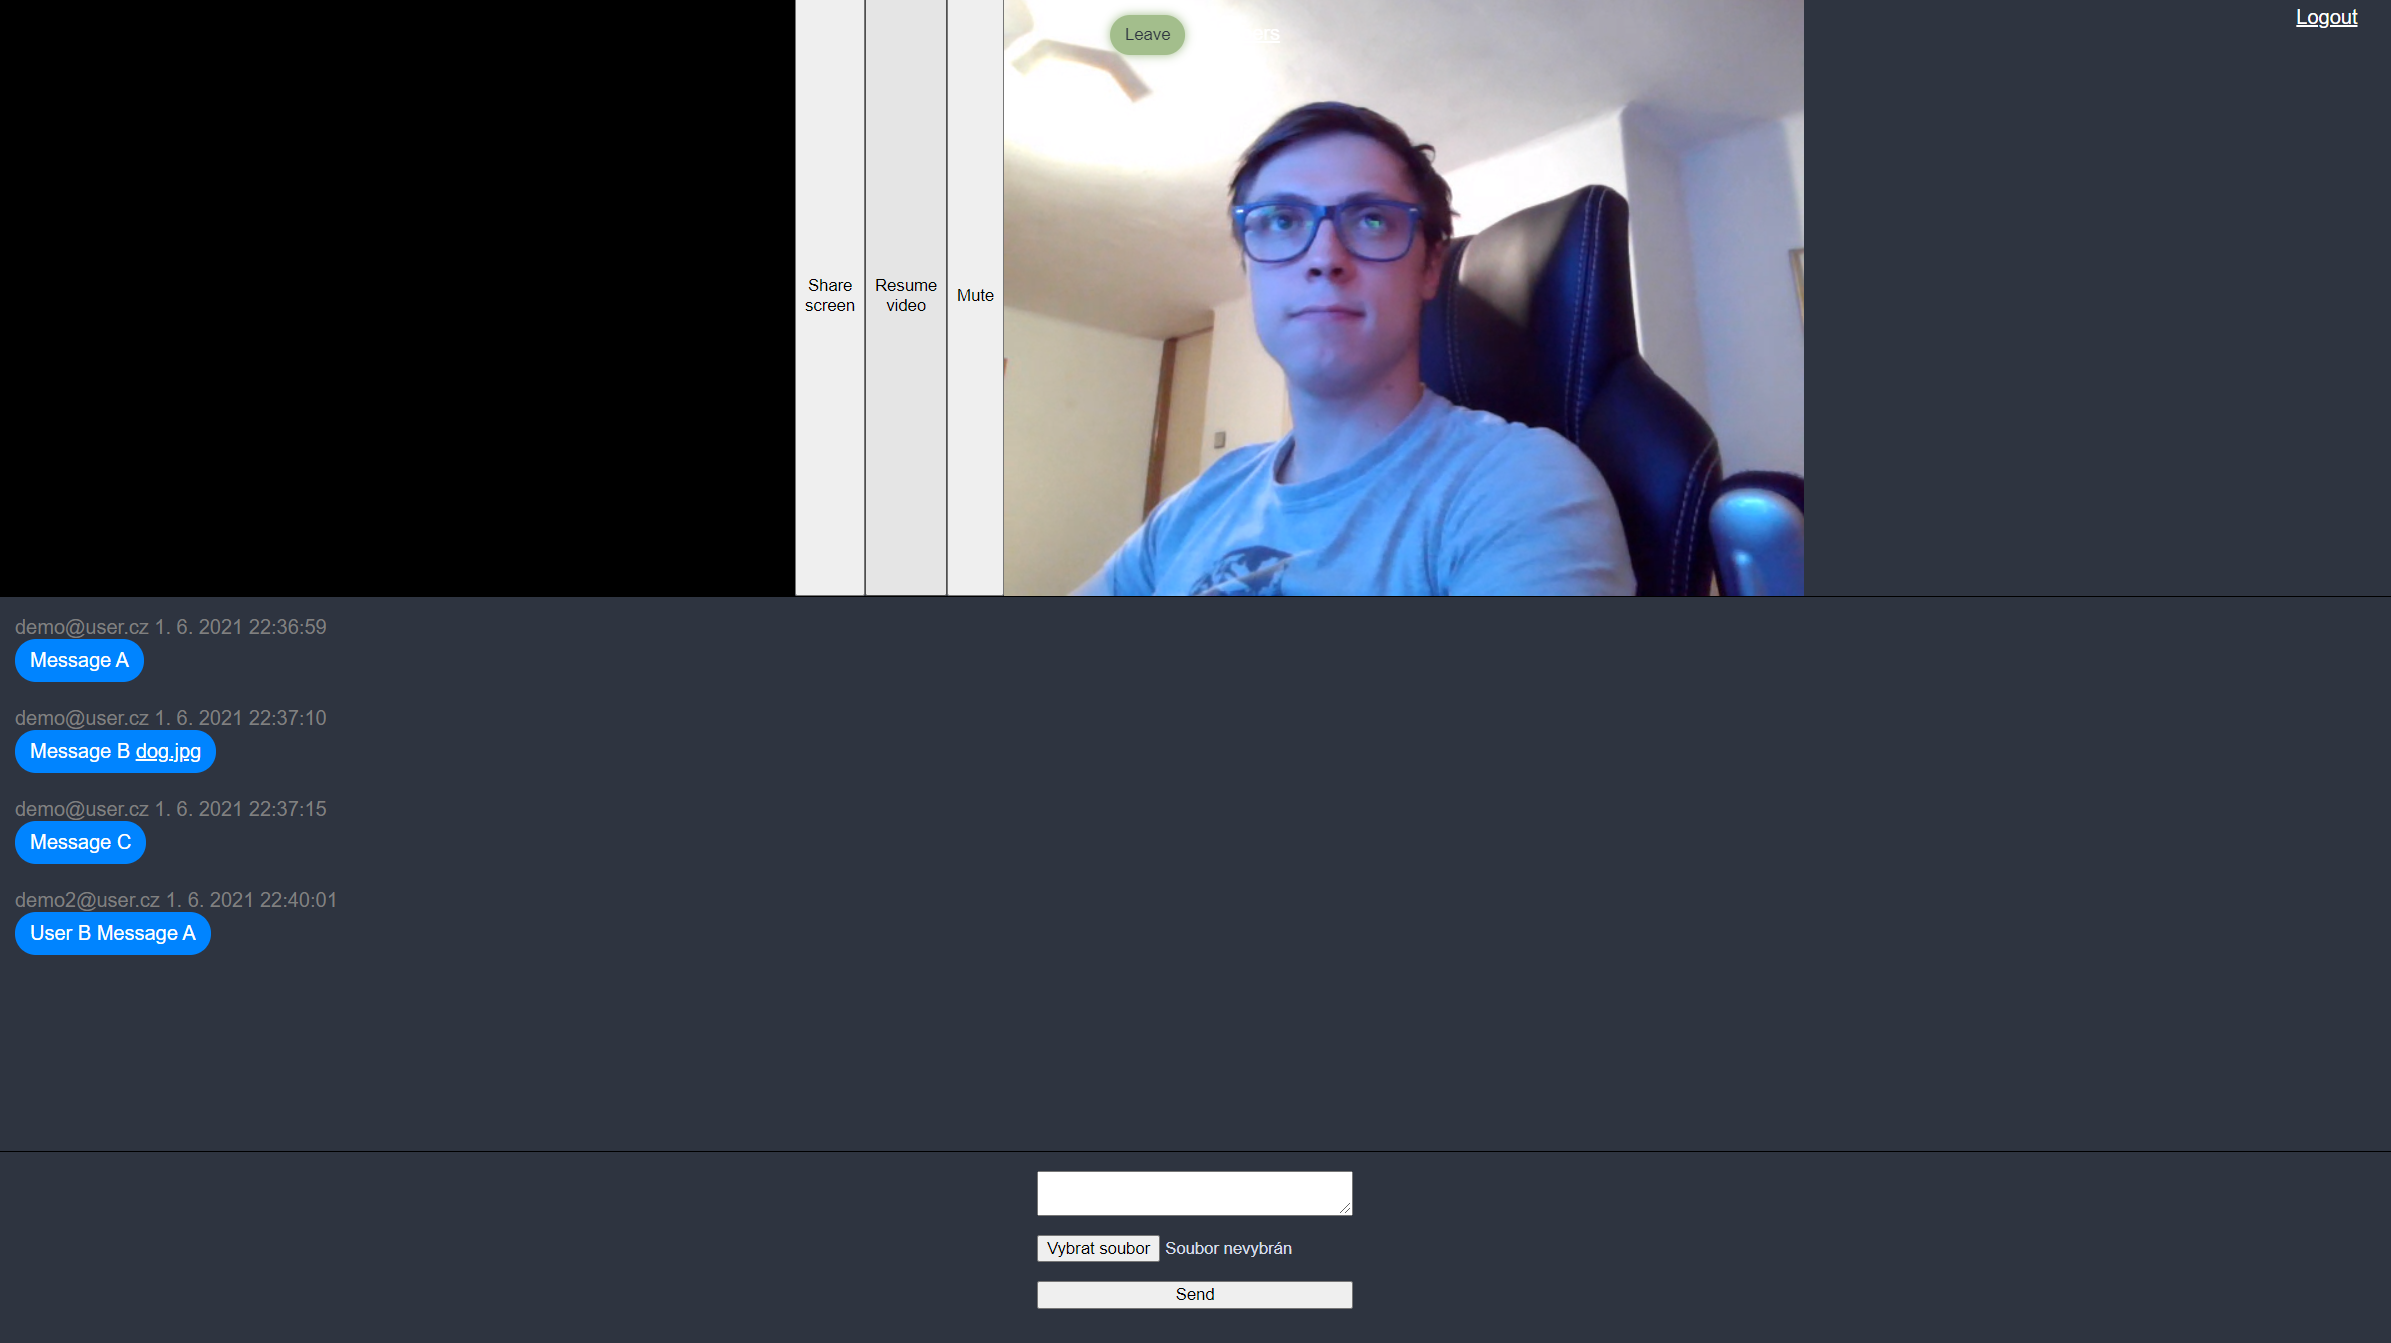 Leave
Logout
Share
screen
Resume
video
Mute
demo@user.cz 1. 6. 2021 22:36:59
Message A
demo@user.cz 1. 6. 2021 22:37:10
Message B dog.jpg
demo@user.cz 1. 6. 2021 22:37:15
Message C
demo2@user.cz 1. 6. 2021 22:40:01
User B Message A
Vybrat soubor Soubor nevybrán
Send